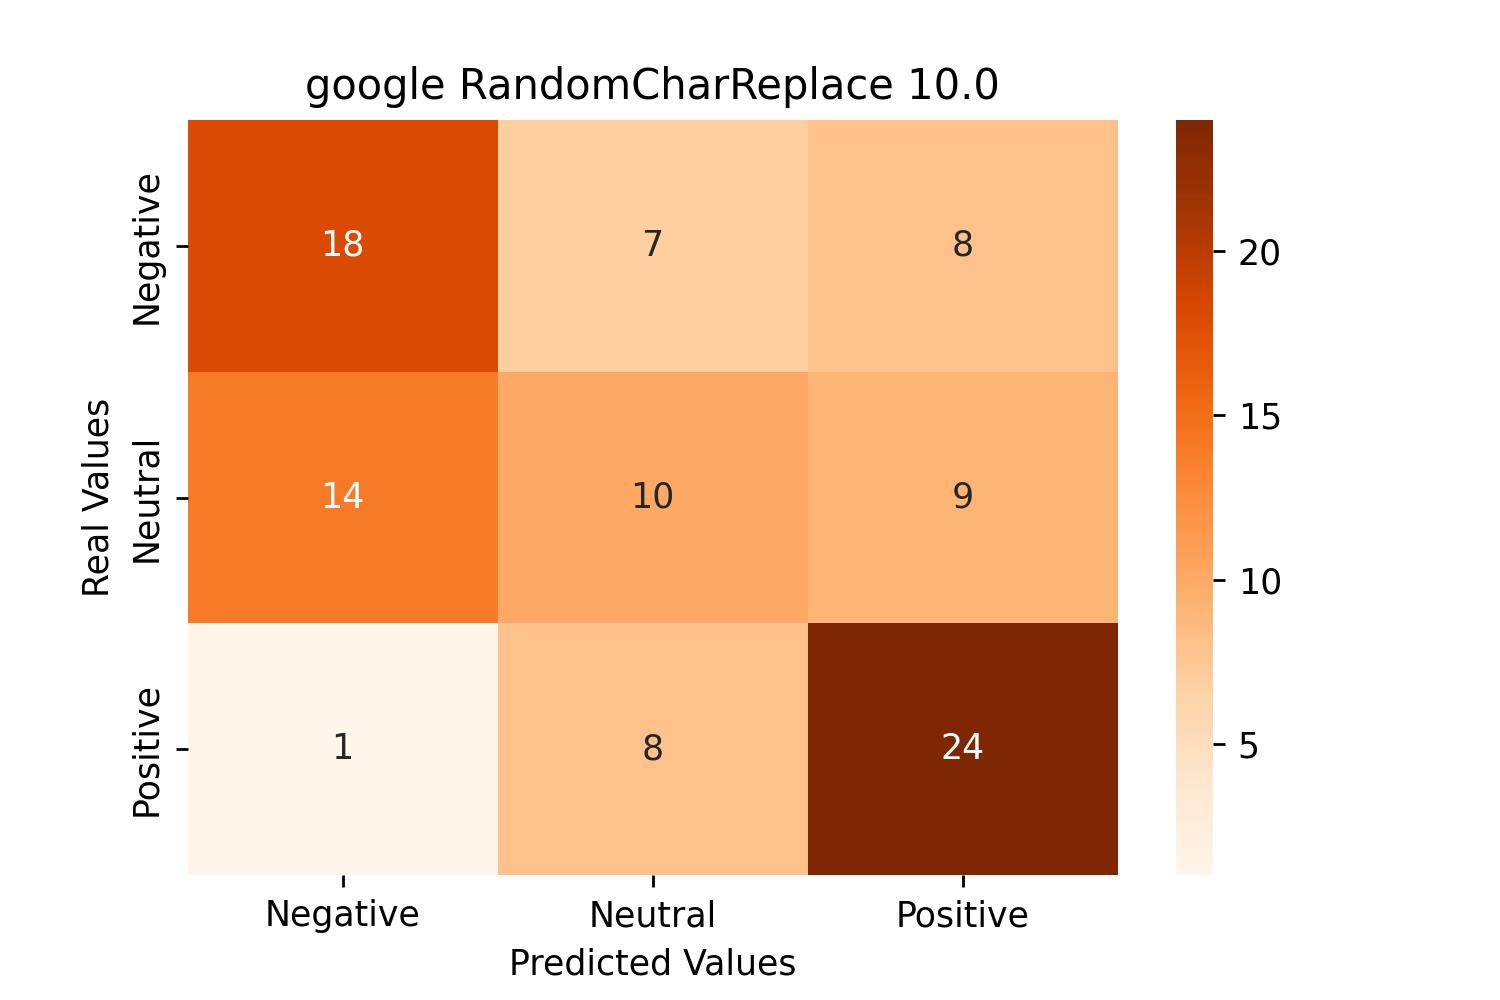 google RandomCharReplace 10.0
Real Values
Negative
18 7 8
Neutral
14 10 9
Positive
1 8 24
Negative Neutral Positive
Predicted Values
20
15
10
5